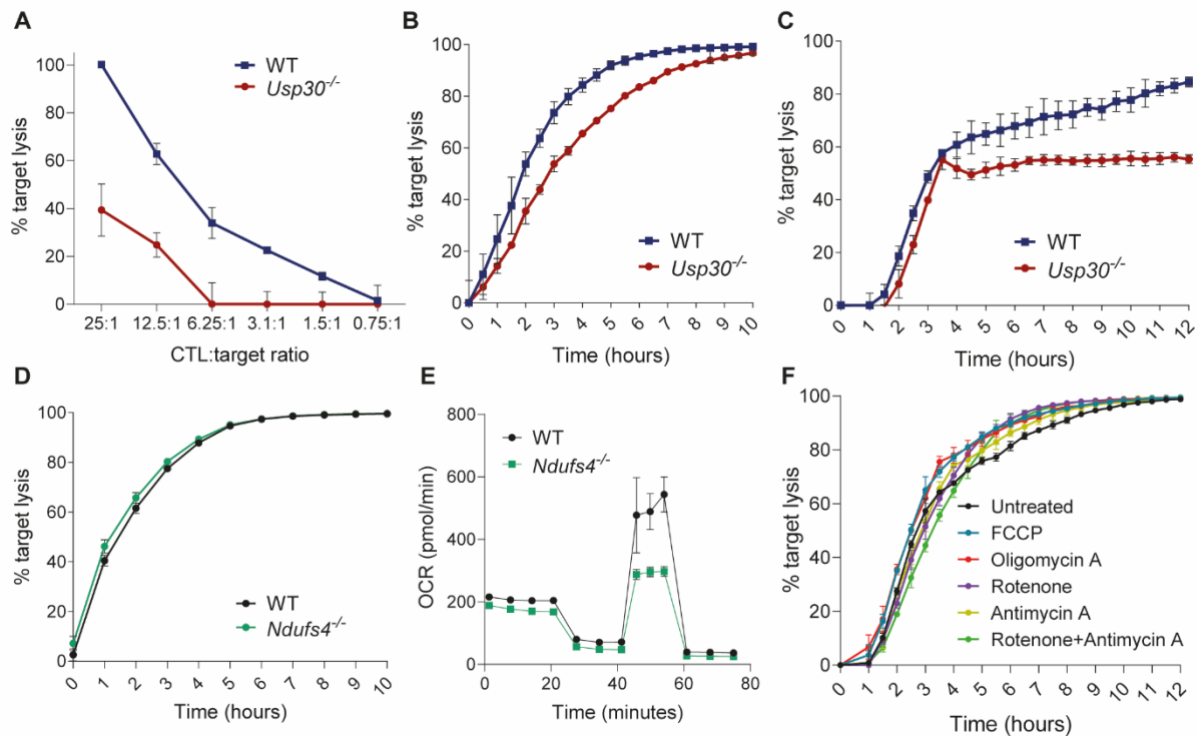 A
% target lysis
100
80
60
40
20
0
WT
Usp30-/-
25:1 12.5:1 6.25:1 3.1:1 1.5:1 0.75:1
CTL:target ratio
B
% target lysis
100
80
60
40
20
0
WT
Usp30-/-
0 1 2 3 4 5 6 7 8 9 10
Time (hours)
C
% target lysis
100
80
60
40
20
0
WT
Usp30-/-
0 1 2 3 4 5 6 7 8 9 10 11 12
Time (hours)
D
% target lysis
100
80
60
40
20
0
WT
Ndufs4-/-
0 1 2 3 4 5 6 7 8 9 10
Time (hours)
E
OCR (pmol/min)
800
600
400
200
0
WT
Ndufs4-/-
0 20 40 60 80
Time (minutes)
F
% target lysis
100
80
60
40
20
0
Untreated
FCCP
Oligomycin A
Rotenone
Antimycin A
Rotenone+Antimycin A
0 1 2 3 4 5 6 7 8 9 10 11 12
Time (hours)